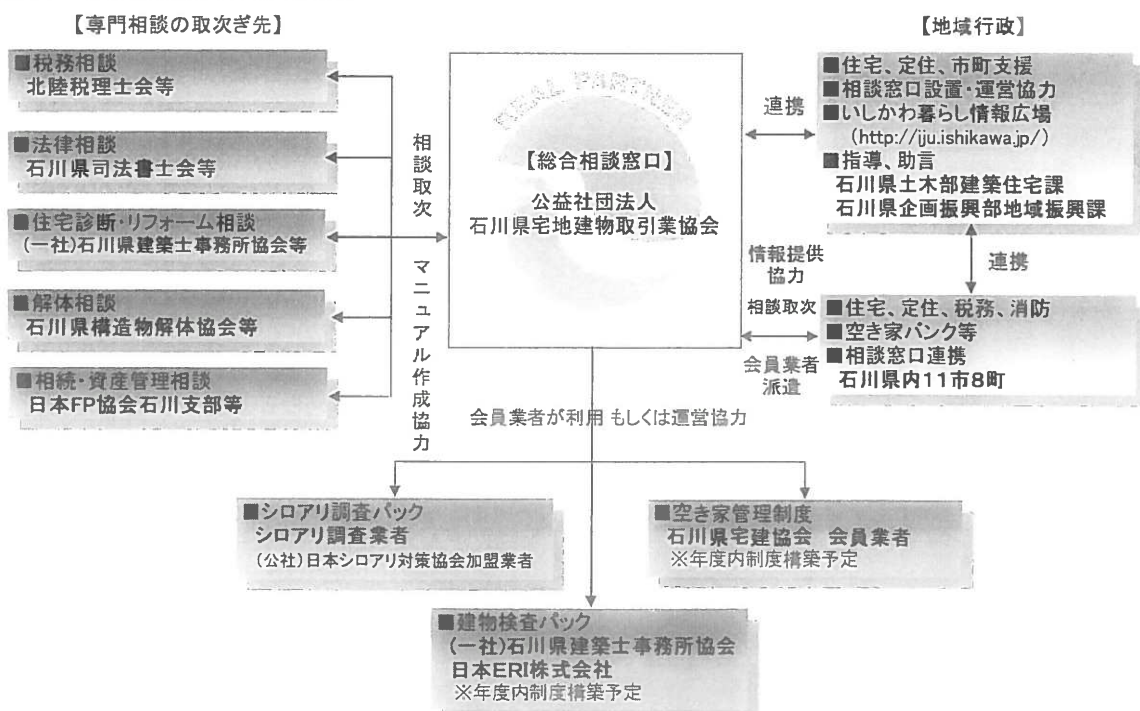 【専門相談の取次ぎ先】
■税務相談
北陸税理士会等
■法律相談
石川県司法書士会等
■住宅診断・リフォーム相談
(一社)石川県建築士事務所協会等
■解体相談
石川県構造物解体協会等
■相続・資産管理相談
日本FP協会石川支部等
相談取次
マニュアル作成協力
REAL PARTNER
【総合相談窓口】
公益社団法人
石川県宅地建物取引業協会
【地域行政】
■住宅、定住、市町支援
■相談窓口設置・運営協力
■いしかわ暮らし情報広場
(http://iju.ishikawa.jp/)
■指導、助言
石川県土木部建築住宅課
石川県企画振興部地域振興課
連携
連携
情報提供
協力
相談取次
会員業者
派遣
■住宅、定住、税務、消防
■空き家バンク等
■相談窓口連携
石川県内11市8町
会員業者が利用 もしくは運営協力
■シロアリ調査パック
シロアリ調査業者
(公社)日本シロアリ対策協会加盟業者
■空き家管理制度
石川県宅建協会 会員業者
※年度内制度構築予定
■建物検査パック
(一社)石川県建築士事務所協会
日本ERI株式会社
※年度内制度構築予定